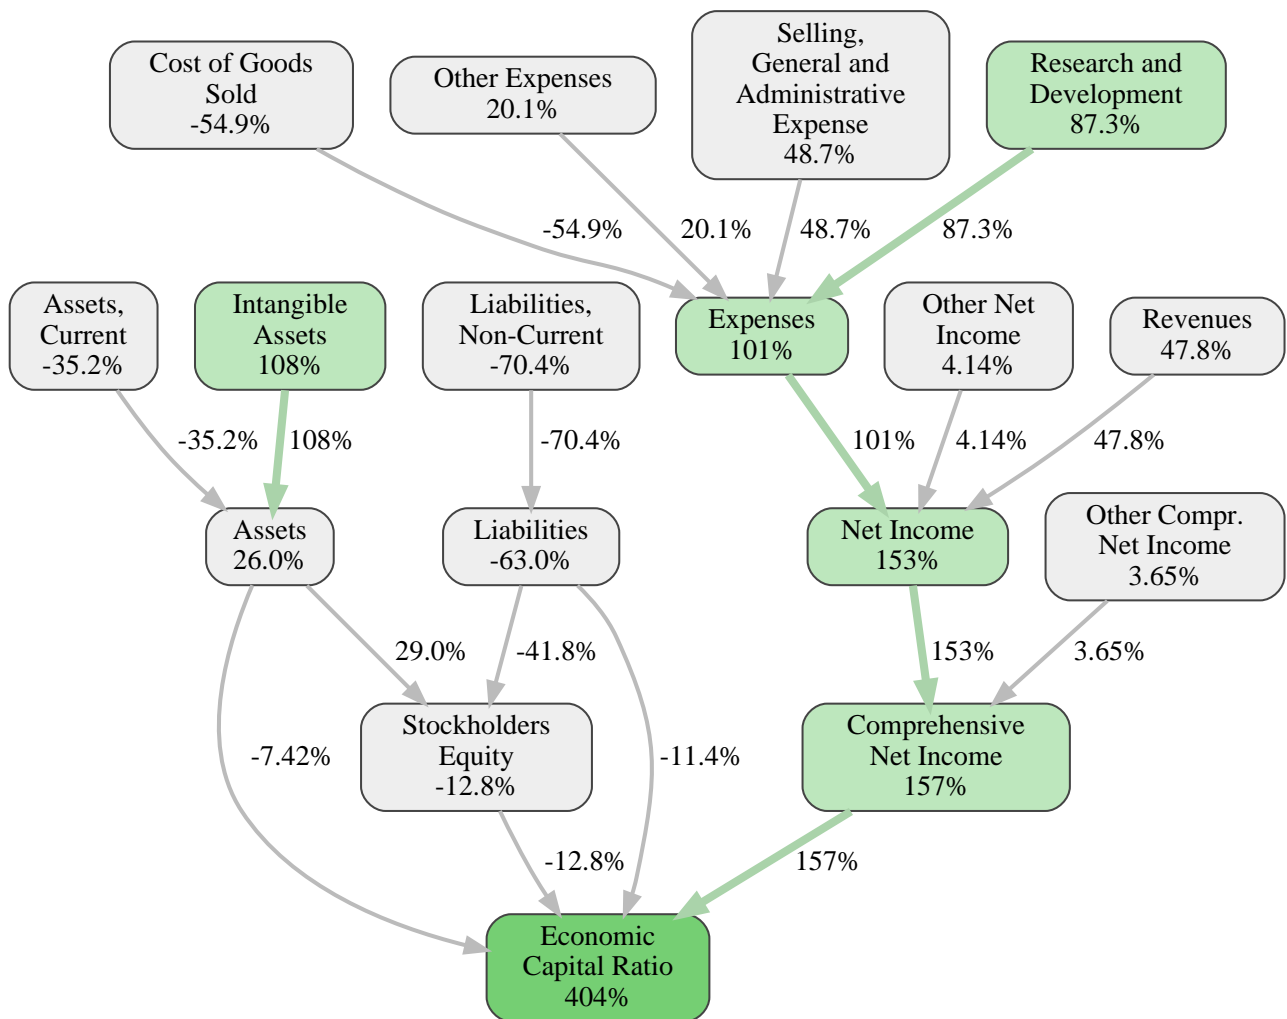 Cost of Goods
Sold
-54.9%
Other Expenses
20.1%
Selling,
General and
Administrative
Expense
48.7%
Research and
Development
87.3%
-54.9%
20.1%
48.7%
87.3%
Assets,
Current
-35.2%
Intangible
Assets
108%
Liabilities,
Non-Current
-70.4%
Expenses
101%
Other Net
Income
4.14%
Revenues
47.8%
-35.2%
108%
-70.4%
101%
4.14%
47.8%
Assets
26.0%
Liabilities
-63.0%
Net Income
153%
Other Compr.
Net Income
3.65%
29.0%
-41.8%
153%
3.65%
-7.42%
Stockholders
Equity
-12.8%
-11.4%
Comprehensive
Net Income
157%
-12.8%
157%
Economic
Capital Ratio
404%